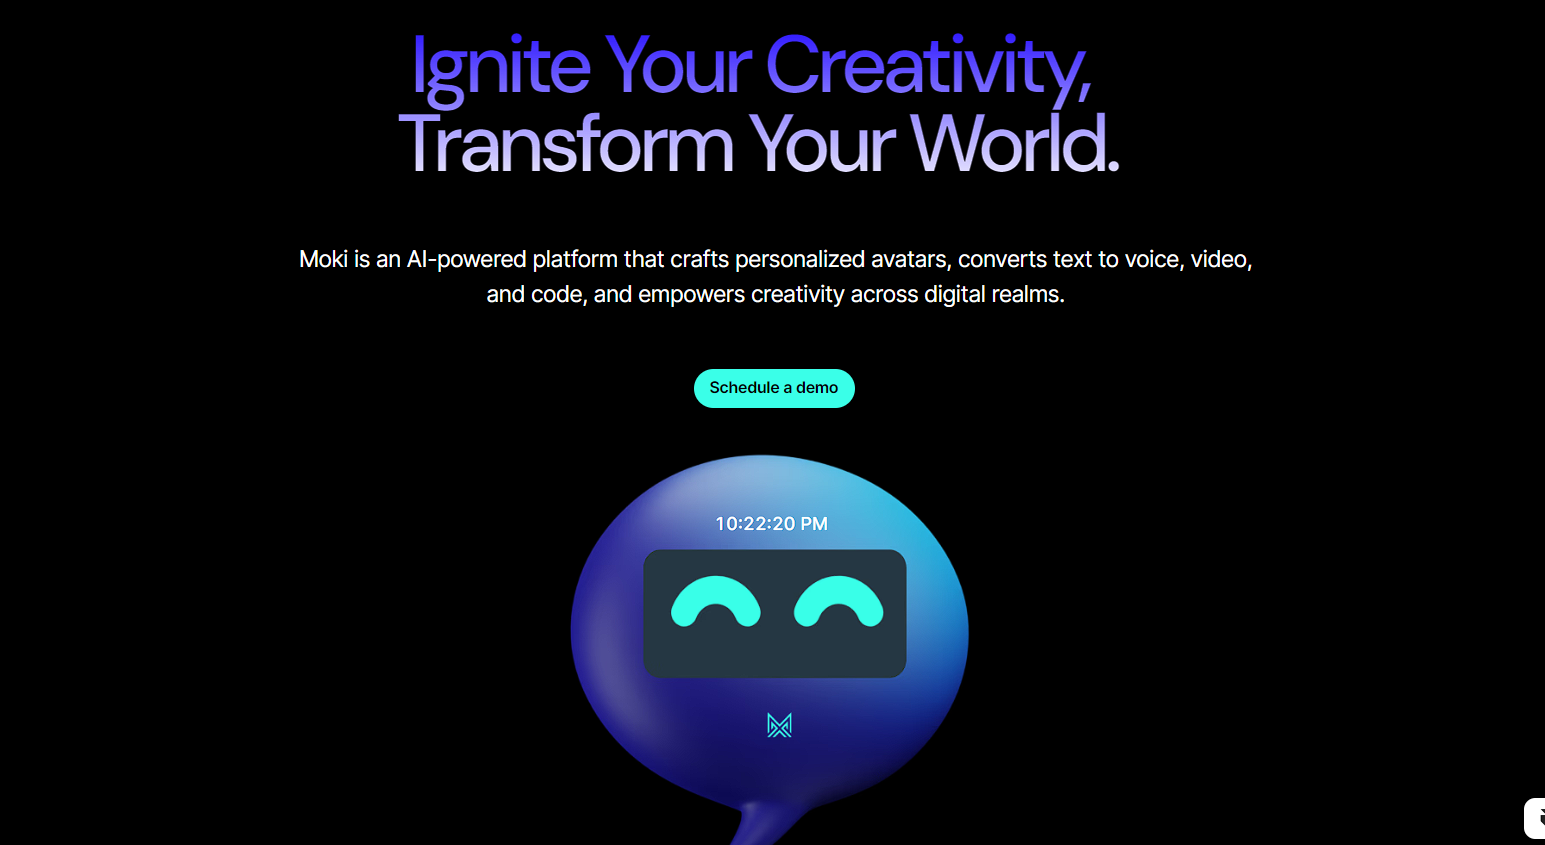 Ignite Your Creativity,
Transform Your World.
Moki is an AI-powered platform that crafts personalized avatars, converts text to voice, video,
and code, and empowers creativity across digital realms.
Schedule a demo
10:22:20 PM